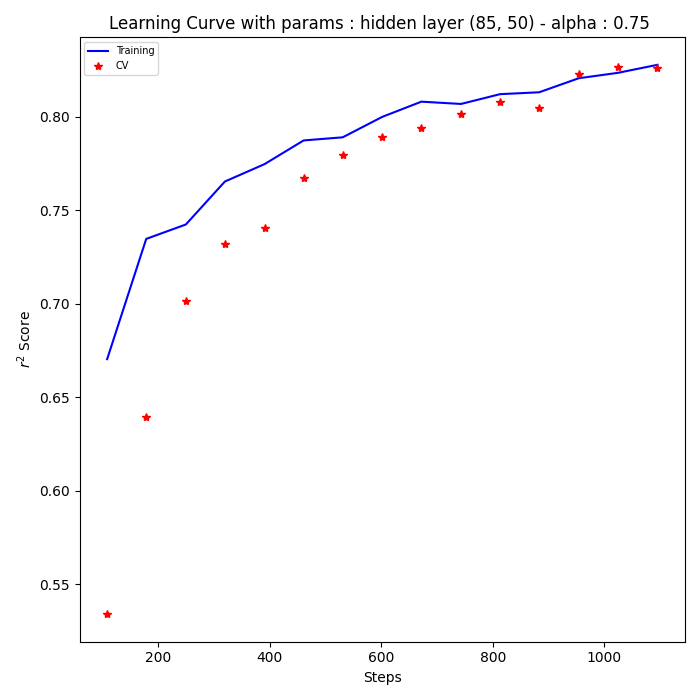 Learning Curve with params : hidden layer (85, 50) - alpha : 0.75
Training
CV
0.80
0.75
0.70
0.65
0.60
0.55
r² Score
200 400 600 800 1000
Steps